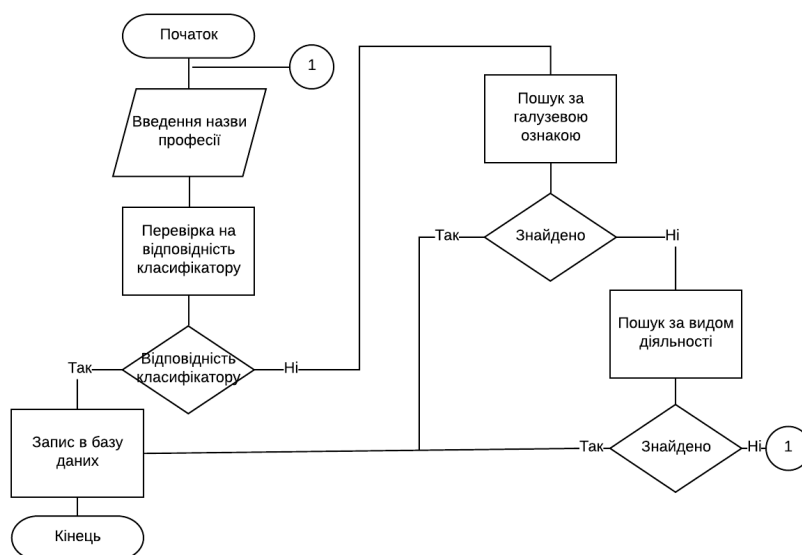 Початок
1
Введення назви
професії
Перевірка на
відповідність
класифікатору
Відповідність
класифікатору
Так
Ні
Запис в базу
даних
Кінець
Пошук за
галузевою
ознакою
Знайдено
Так
Ні
Пошук за видом
діяльності
Знайдено
Так
Ні
1